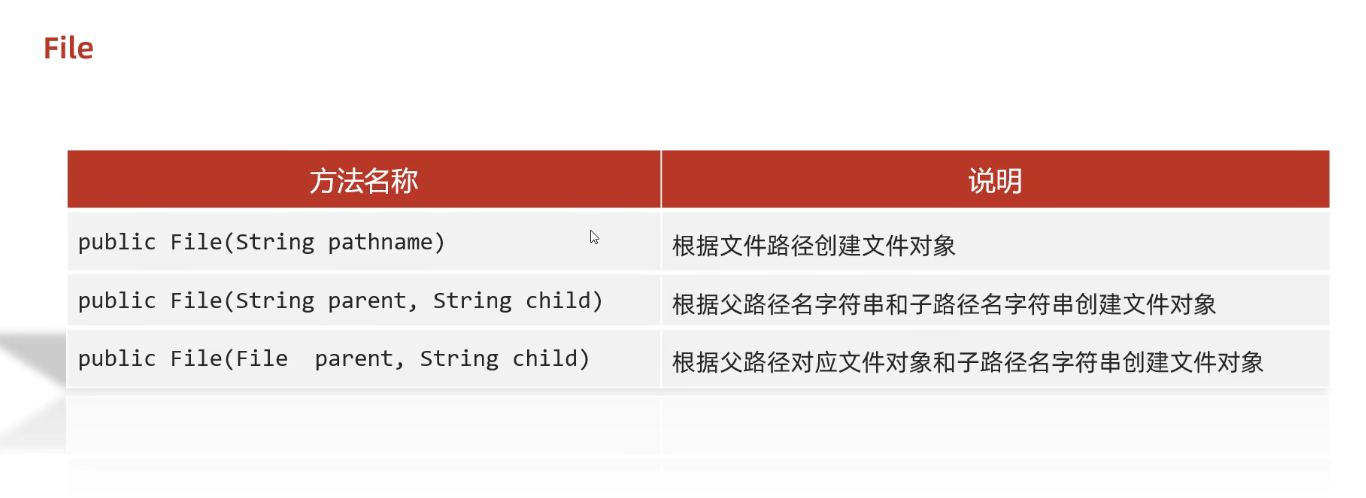 File
方法名称 说明
public File(String pathname) 根据文件路径创建文件对象
public File(String parent, String child) 根据父路径名字符串和子路径名字符串创建文件对象
public File(File  parent, String child) 根据父路径对应文件对象和子路径名字符串创建文件对象